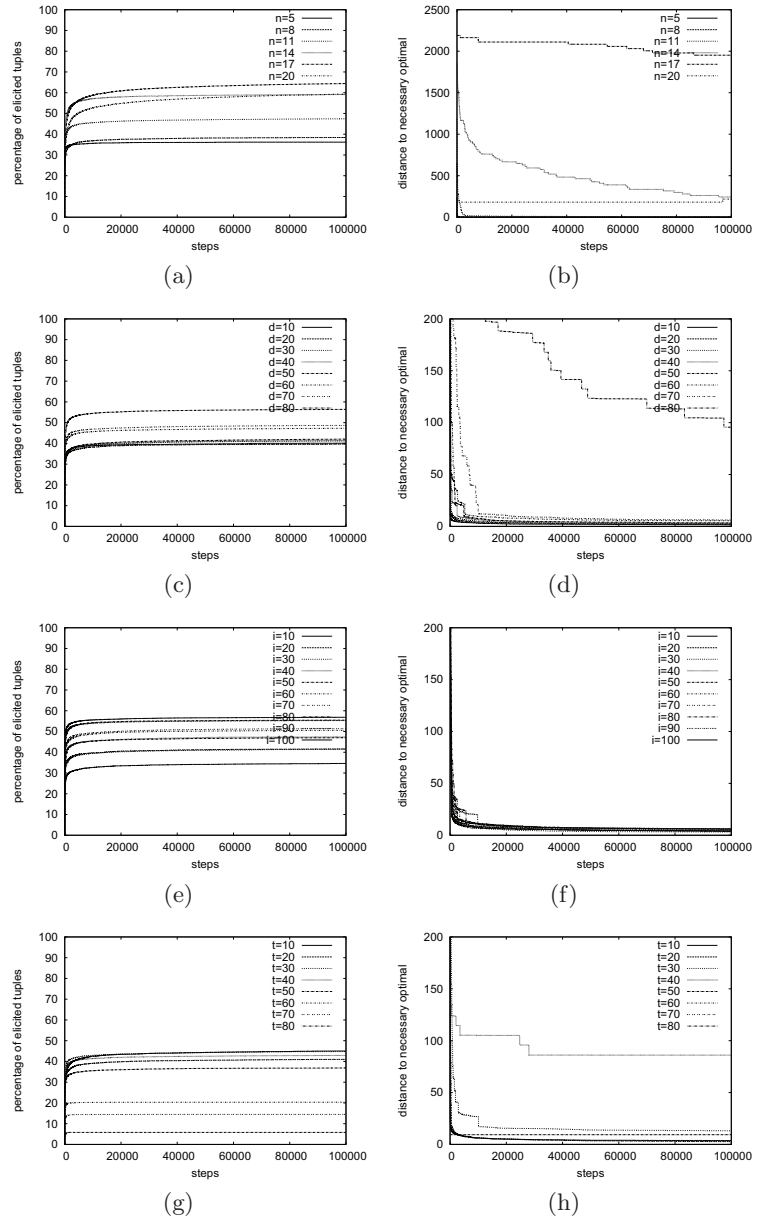 percentage of elicited tuples
100
90
80
70
60
50
40
30
20
10
0
0 20000 40000 60000 80000 100000
steps
n=5
n=8
n=11
n=14
n=17
n=20
(a)
distance to necessary optimal
2500
2000
1500
1000
500
0
0 20000 40000 60000 80000 100000
steps
n=5
n=8
n=11
n=14
n=17
n=20
(b)
percentage of elicited tuples
100
90
80
70
60
50
40
30
20
10
0
0 20000 40000 60000 80000 100000
steps
d=10
d=20
d=30
d=40
d=50
d=60
d=70
d=80
(c)
distance to necessary optimal
200
150
100
50
0
0 20000 40000 60000 80000 100000
steps
d=10
d=20
d=30
d=40
d=50
d=60
d=70
d=80
(d)
percentage of elicited tuples
100
90
80
70
60
50
40
30
20
10
0
0 20000 40000 60000 80000 100000
steps
i=10
i=20
i=30
i=40
i=50
i=60
i=70
i=80
i=90
i=100
(e)
distance to necessary optimal
200
150
100
50
0
0 20000 40000 60000 80000 100000
steps
i=10
i=20
i=30
i=40
i=50
i=60
i=70
i=80
i=90
i=100
(f)
percentage of elicited tuples
100
90
80
70
60
50
40
30
20
10
0
0 20000 40000 60000 80000 100000
steps
t=10
t=20
t=30
t=40
t=50
t=60
t=70
t=80
(g)
distance to necessary optimal
200
150
100
50
0
0 20000 40000 60000 80000 100000
steps
t=10
t=20
t=30
t=40
t=50
t=60
t=70
t=80
(h)